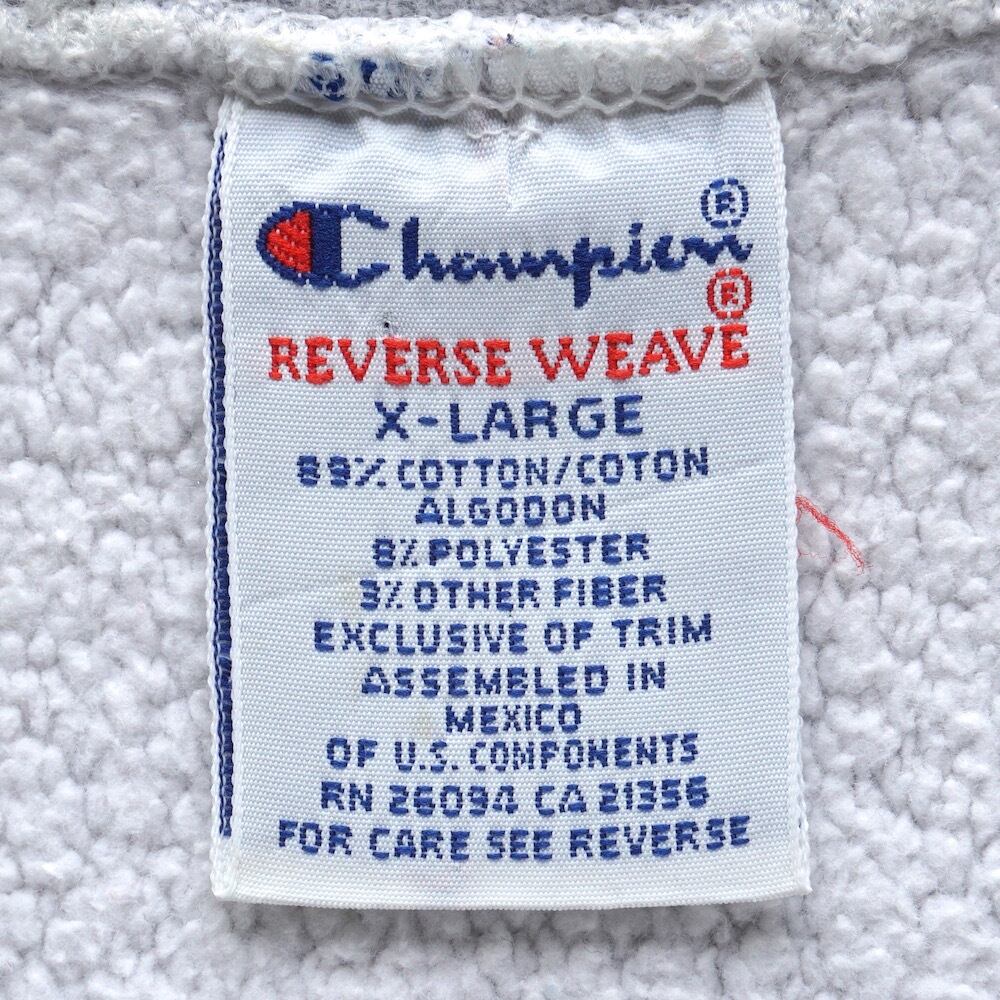 Champion®
®
REVERSE WEAVE
X-LARGE
89% COTTON/COTON
ALGODON
8% POLYESTER
3% OTHER FIBER
EXCLUSIVE OF TRIM
ASSEMBLED IN
MEXICO
OF U.S. COMPONENTS
RN 26094 CA 21356
FOR CARE SEE REVERSE